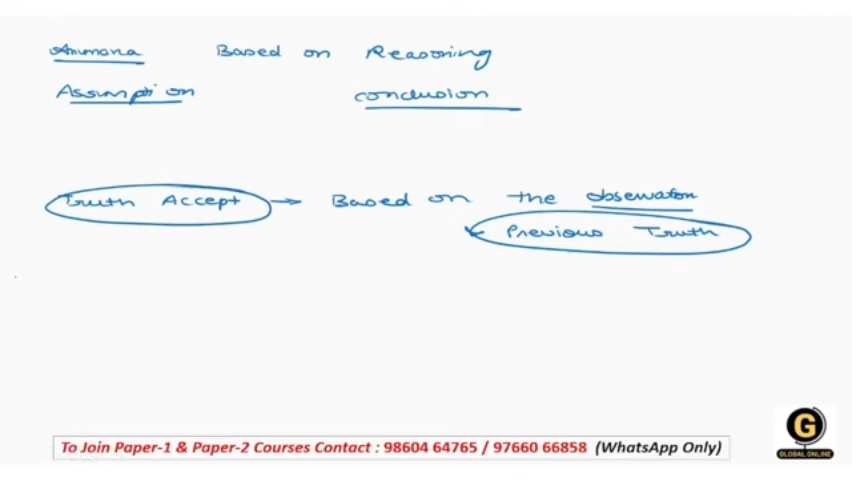 Anumana Based on Reasoning
Assumption conclusion
Truth Accept → Based on the observation
Previous Truth
To Join Paper-1 & Paper-2 Courses Contact : 98604 64765 / 97660 66858 (WhatsApp Only)
G
GLOBAL ONLINE